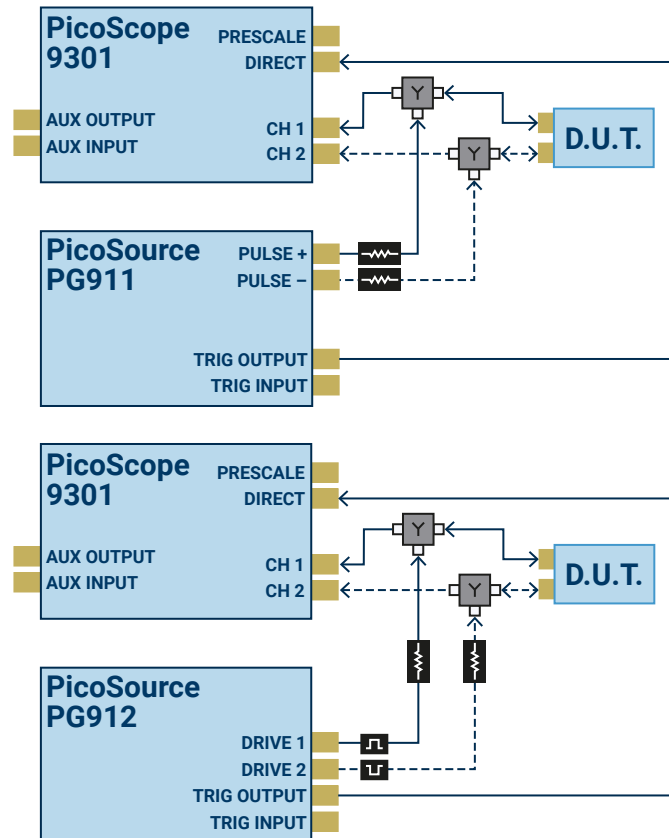 PicoScope
9301
PRESCALE
DIRECT
AUX OUTPUT
AUX INPUT
CH 1
CH 2
Y
Y
D.U.T.
PicoSource
PG911
PULSE +
PULSE –
TRIG OUTPUT
TRIG INPUT
PicoScope
9301
PRESCALE
DIRECT
AUX OUTPUT
AUX INPUT
CH 1
CH 2
Y
Y
D.U.T.
PicoSource
PG912
DRIVE 1
DRIVE 2
TRIG OUTPUT
TRIG INPUT